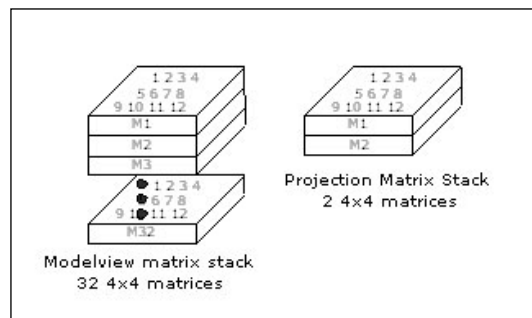 1 2 3 4
5 6 7 8
9 10 11 12
M1
M2
M3
1 2 3 4
6 7 8
9 10 11 12
M32
Modelview matrix stack
32 4x4 matrices
1 2 3 4
5 6 7 8
9 10 11 12
M1
M2
Projection Matrix Stack
2 4x4 matrices